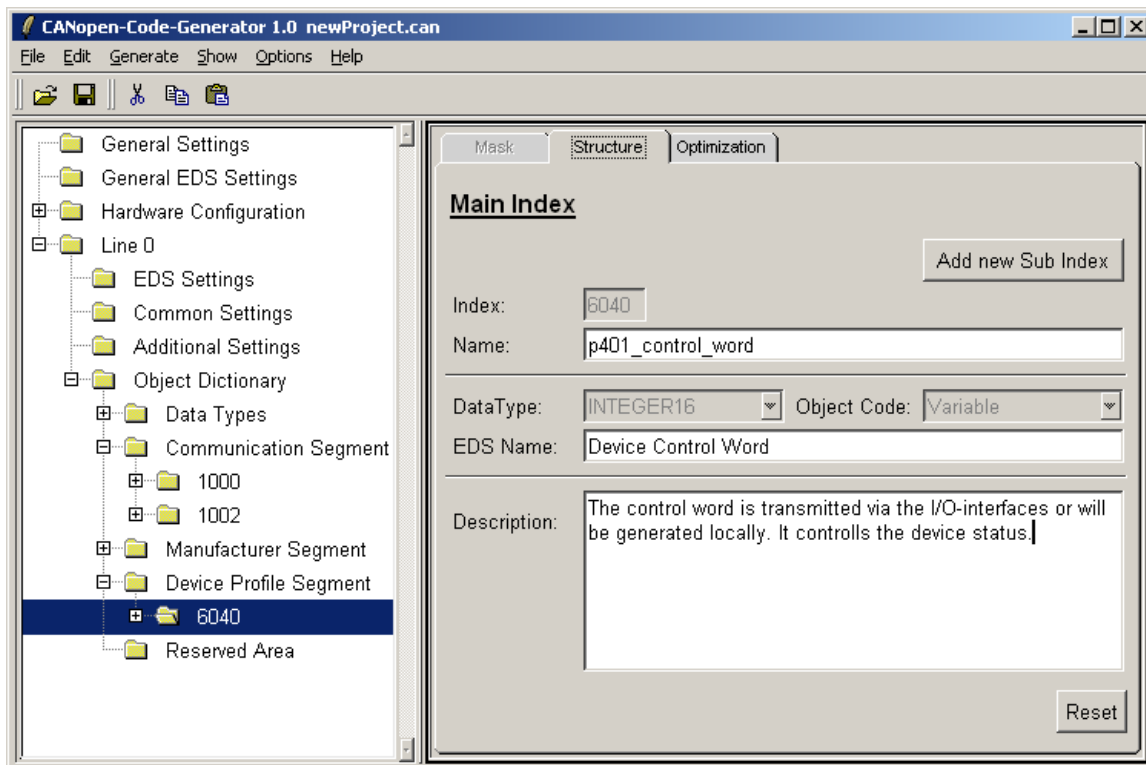 CANopen-Code-Generator 1.0 newProject.can
File Edit Generate Show Options Help
General Settings
General EDS Settings
Hardware Configuration
Line 0
EDS Settings
Common Settings
Additional Settings
Object Dictionary
Data Types
Communication Segment
1000
1002
Manufacturer Segment
Device Profile Segment
6040
Reserved Area
Mask Structure Optimization
Main Index
Add new Sub Index
Index: 6040
Name: p401_control_word
DataType: INTEGER16 Object Code: Variable
EDS Name: Device Control Word
Description: The control word is transmitted via the I/O-interfaces or will
be generated locally. It controlls the device status.
Reset